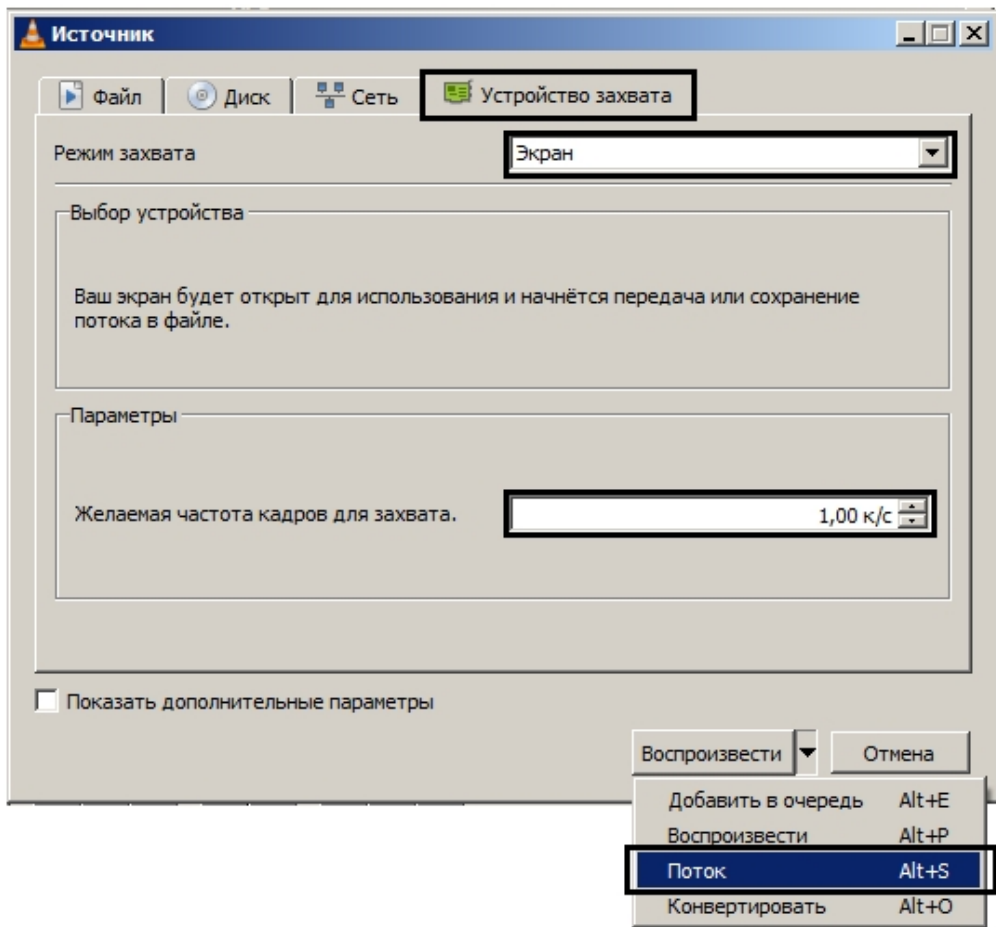 Источник
Файл Диск Сеть Устройство захвата
Режим захвата Экран
Выбор устройства
Ваш экран будет открыт для использования и начнётся передача или сохранение
потока в файле.
Параметры
Желаемая частота кадров для захвата. 1,00 к/с
Показать дополнительные параметры
Воспроизвести Отмена
Добавить в очередь Alt+E
Воспроизвести Alt+P
Поток Alt+S
Конвертировать Alt+O